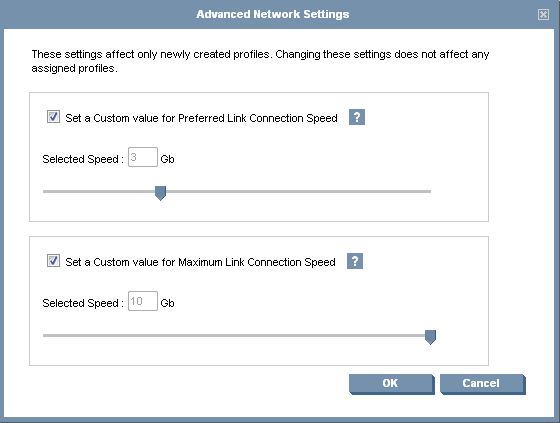 Advanced Network Settings
These settings affect only newly created profiles. Changing these settings does not affect any
assigned profiles.
Set a Custom value for Preferred Link Connection Speed ?
Selected Speed : 3 Gb
Set a Custom value for Maximum Link Connection Speed ?
Selected Speed : 10 Gb
OK Cancel